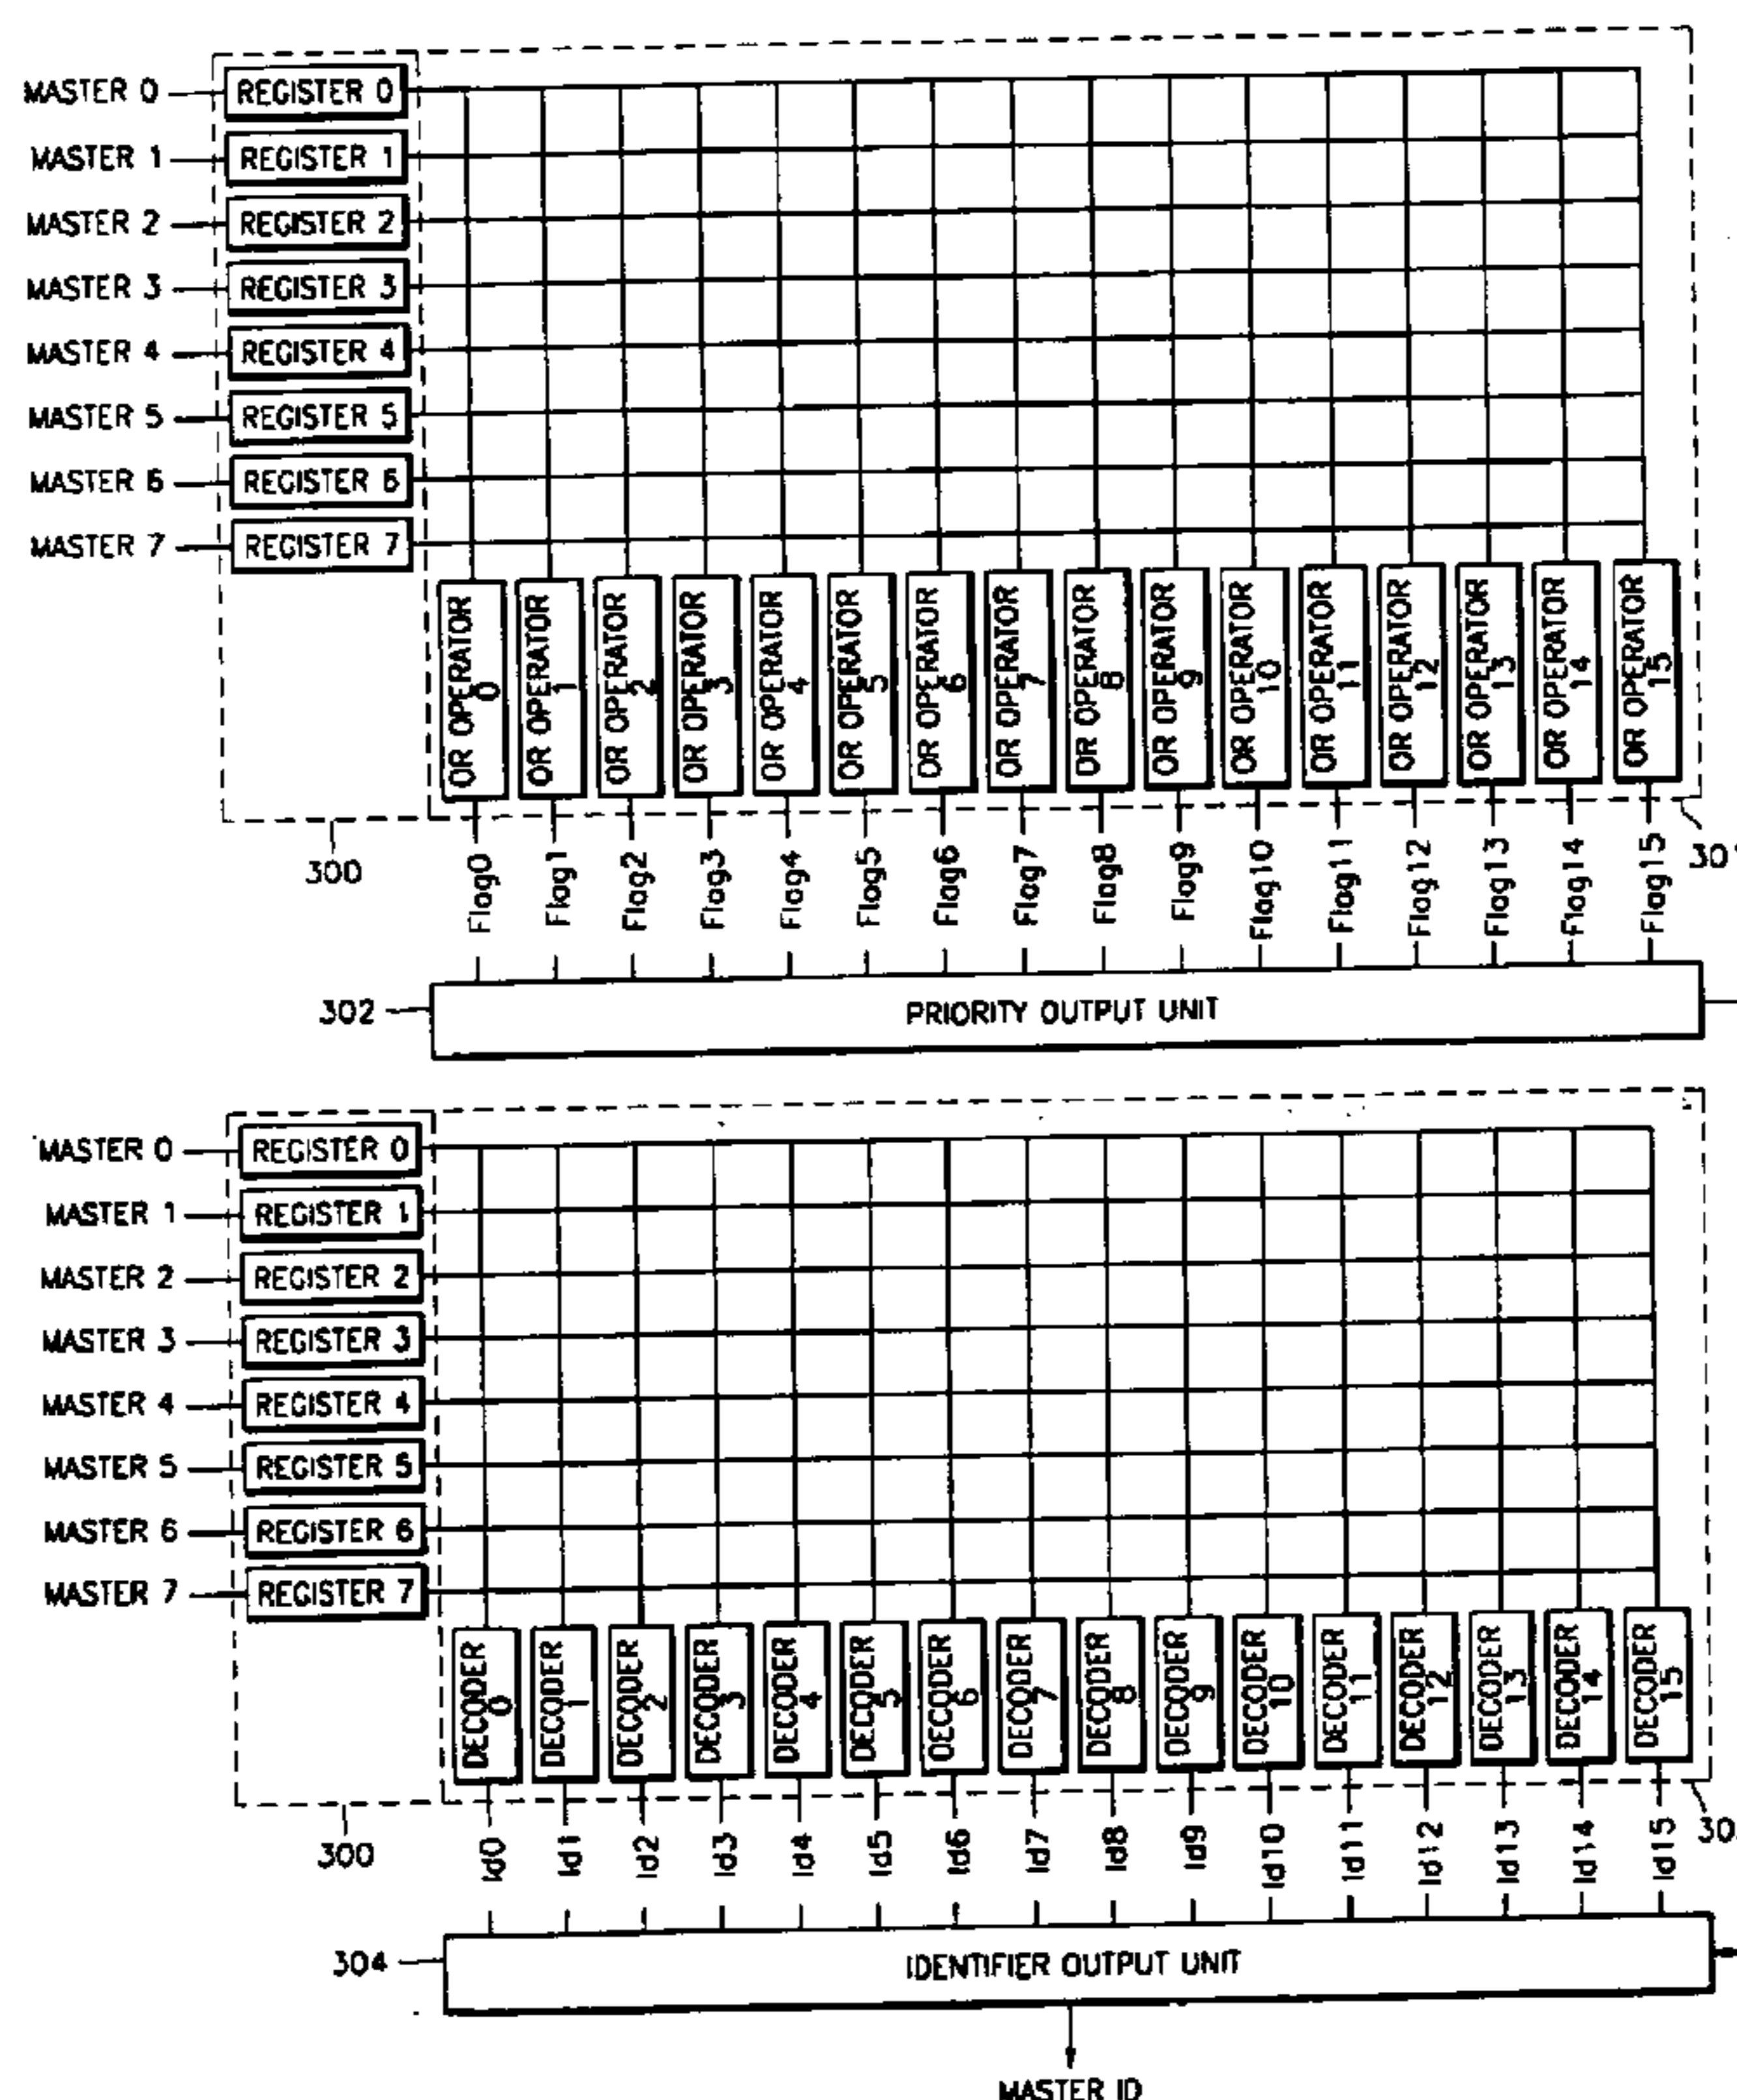 MASTER 0 REGISTER 0
MASTER 1 REGISTER 1
MASTER 2 REGISTER 2
MASTER 3 REGISTER 3
MASTER 4 REGISTER 4
MASTER 5 REGISTER 5
MASTER 6 REGISTER 6
MASTER 7 REGISTER 7
OR OPERATOR 0
OR OPERATOR 1
OR OPERATOR 2
OR OPERATOR 3
OR OPERATOR 4
OR OPERATOR 5
OR OPERATOR 6
OR OPERATOR 7
OR OPERATOR 8
OR OPERATOR 9
OR OPERATOR 10
OR OPERATOR 11
OR OPERATOR 12
OR OPERATOR 13
OR OPERATOR 14
OR OPERATOR 15
300
Flag0
Flag1
Flag2
Flag3
Flag4
Flag5
Flag6
Flag7
Flag8
Flag9
Flag10
Flag11
Flag12
Flag13
Flag14
Flag15
302
PRIORITY OUTPUT UNIT
MASTER 0 REGISTER 0
MASTER 1 REGISTER 1
MASTER 2 REGISTER 2
MASTER 3 REGISTER 3
MASTER 4 REGISTER 4
MASTER 5 REGISTER 5
MASTER 6 REGISTER 6
MASTER 7 REGISTER 7
DECODER 0
DECODER 1
DECODER 2
DECODER 3
DECODER 4
DECODER 5
DECODER 6
DECODER 7
DECODER 8
DECODER 9
DECODER 10
DECODER 11
DECODER 12
DECODER 13
DECODER 14
DECODER 15
300
Id0
Id1
Id2
Id3
Id4
Id5
Id6
Id7
Id8
Id9
Id10
Id11
Id12
Id13
Id14
Id15
304
IDENTIFIER OUTPUT UNIT
MASTER ID